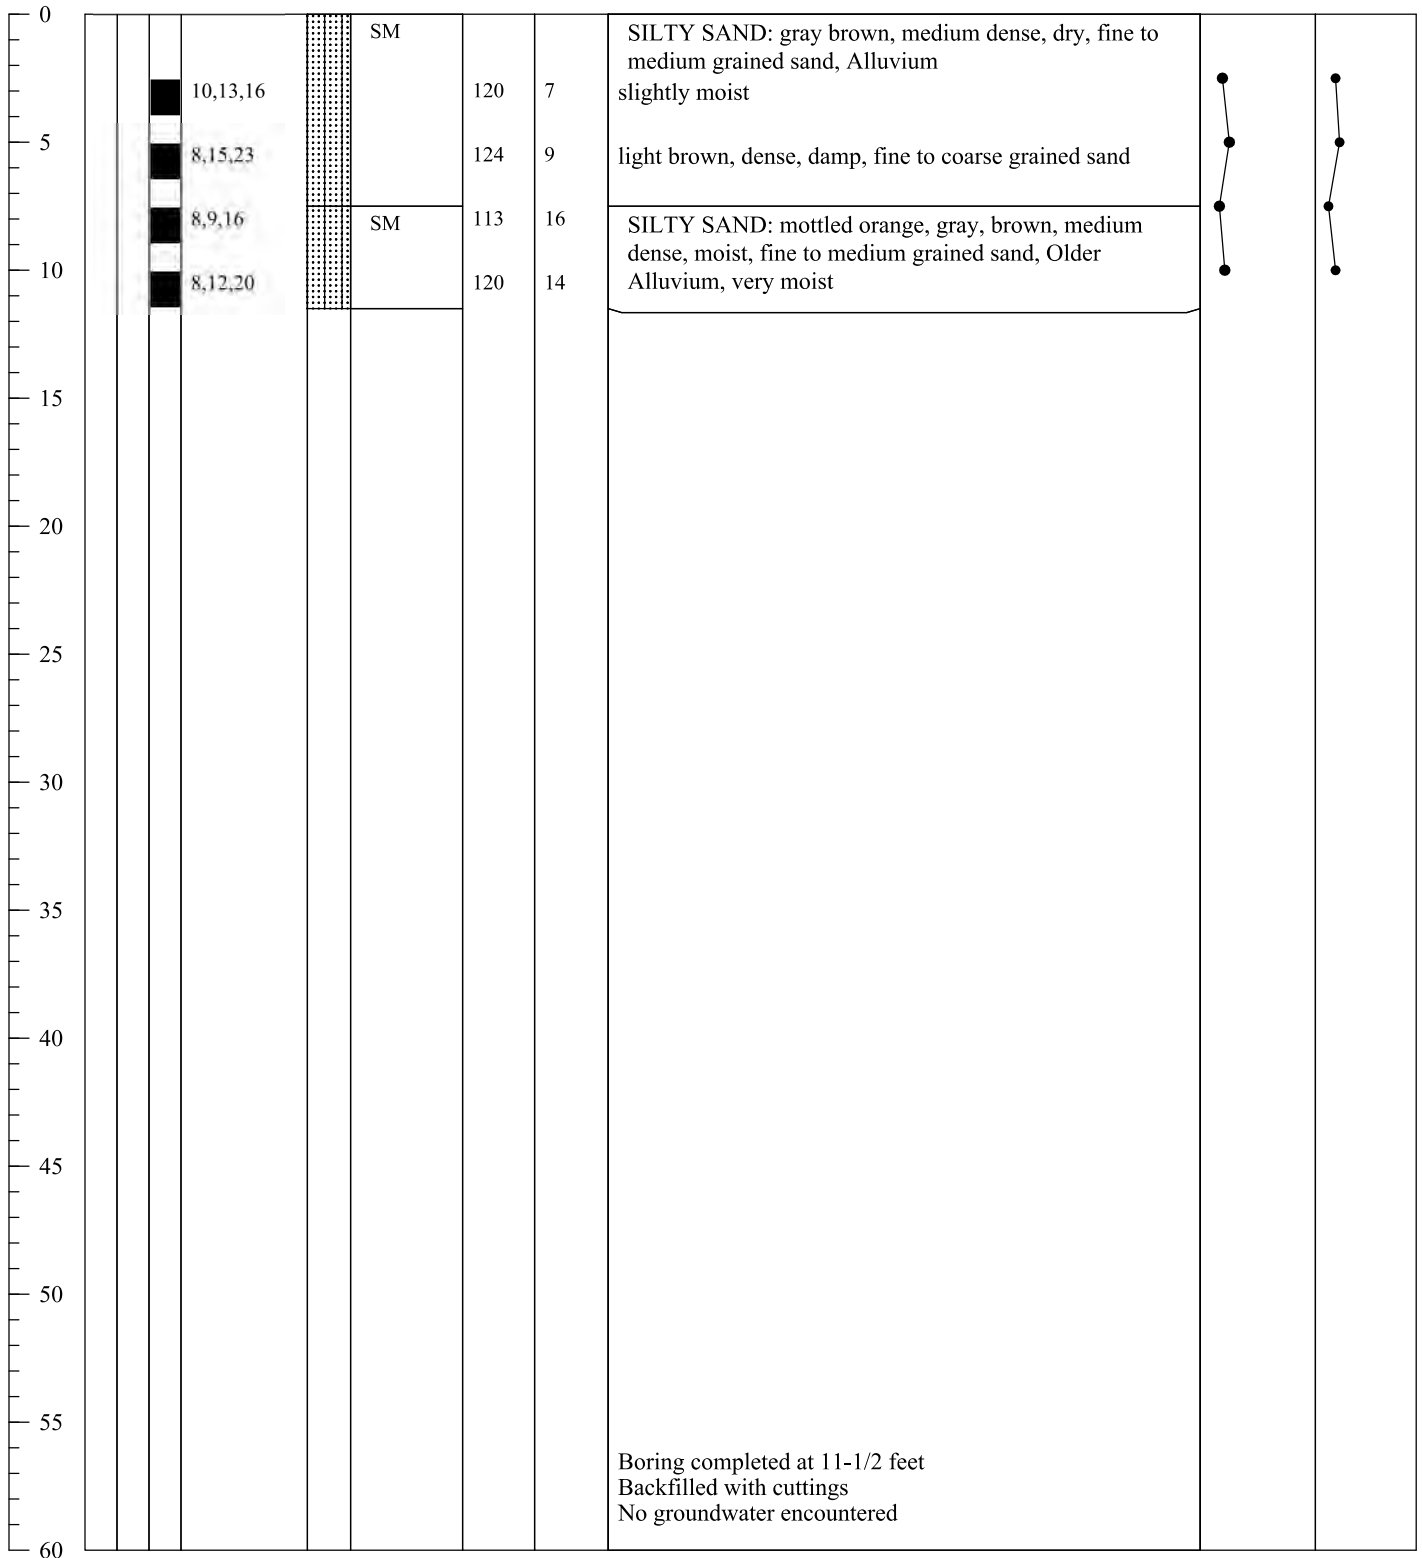 0
SM
SILTY SAND: gray brown, medium dense, dry, fine to
medium grained sand, Alluvium
10,13,16
120
7
slightly moist
5
8,15,23
124
9
light brown, dense, damp, fine to coarse grained sand
8,9,16
SM
113
16
SILTY SAND: mottled orange, gray, brown, medium
dense, moist, fine to medium grained sand, Older
10
8,12,20
120
14
Alluvium, very moist
15
20
25
30
35
40
45
50
55
Boring completed at 11-1/2 feet
Backfilled with cuttings
No groundwater encountered
60